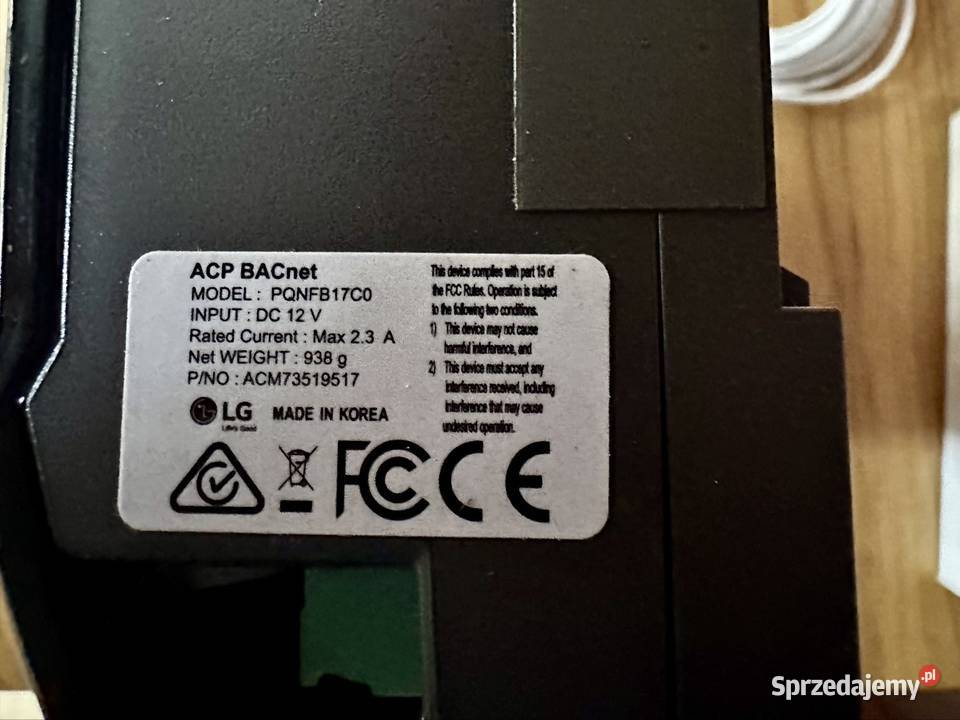 ACP BACnet
MODEL : PQNFB17C0
INPUT : DC 12 V
Rated Current : Max 2.3 A
Net WEIGHT : 938 g
P/NO : ACM73519517
LG
Life's Good
MADE IN KOREA
This device complies with part 15 of
the FCC Rules. Operation is subject
to the following two conditions.
1) This device may not cause
harmful interference, and
2) This device must accept any
interference received, including
interference that may cause
undesired operation.
FC CE
Sprzedajemy.pl